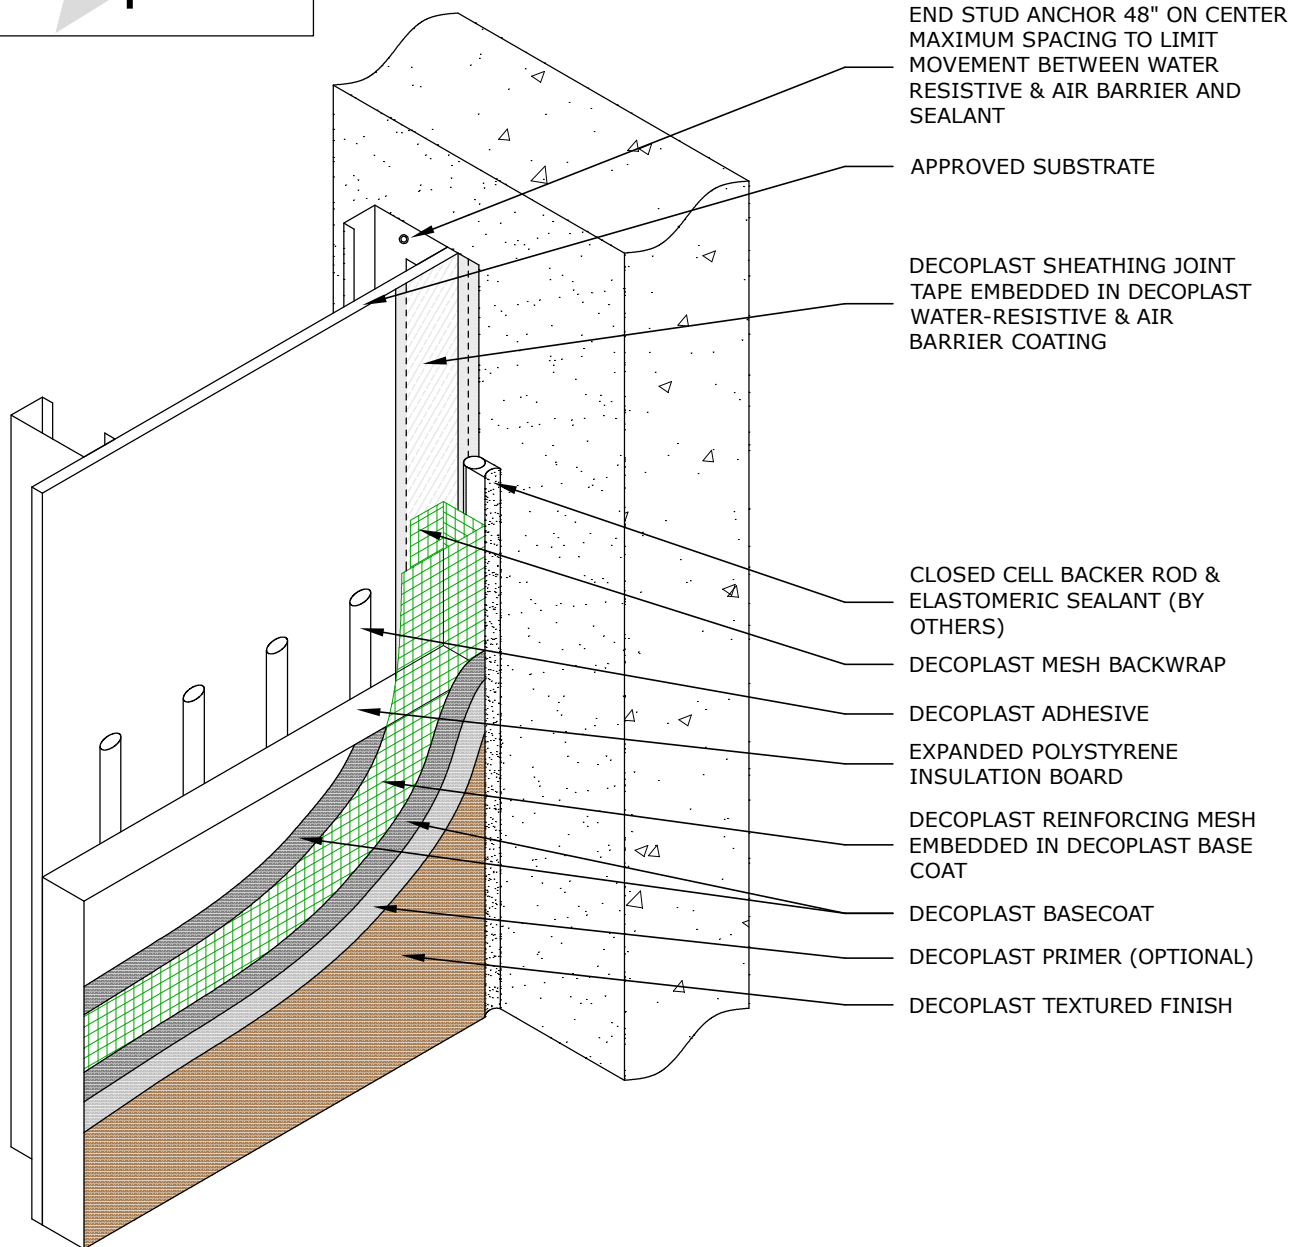 END STUD ANCHOR 48" ON CENTER
MAXIMUM SPACING TO LIMIT
MOVEMENT BETWEEN WATER
RESISTIVE & AIR BARRIER AND
SEALANT
APPROVED SUBSTRATE
DECOPLAST SHEATHING JOINT
TAPE EMBEDDED IN DECOPLAST
WATER-RESISTIVE & AIR
BARRIER COATING
CLOSED CELL BACKER ROD &
ELASTOMERIC SEALANT (BY
OTHERS)
DECOPLAST MESH BACKWRAP
DECOPLAST ADHESIVE
EXPANDED POLYSTYRENE
INSULATION BOARD
DECOPLAST REINFORCING MESH
EMBEDDED IN DECOPLAST BASE
COAT
DECOPLAST BASECOAT
DECOPLAST PRIMER (OPTIONAL)
DECOPLAST TEXTURED FINISH